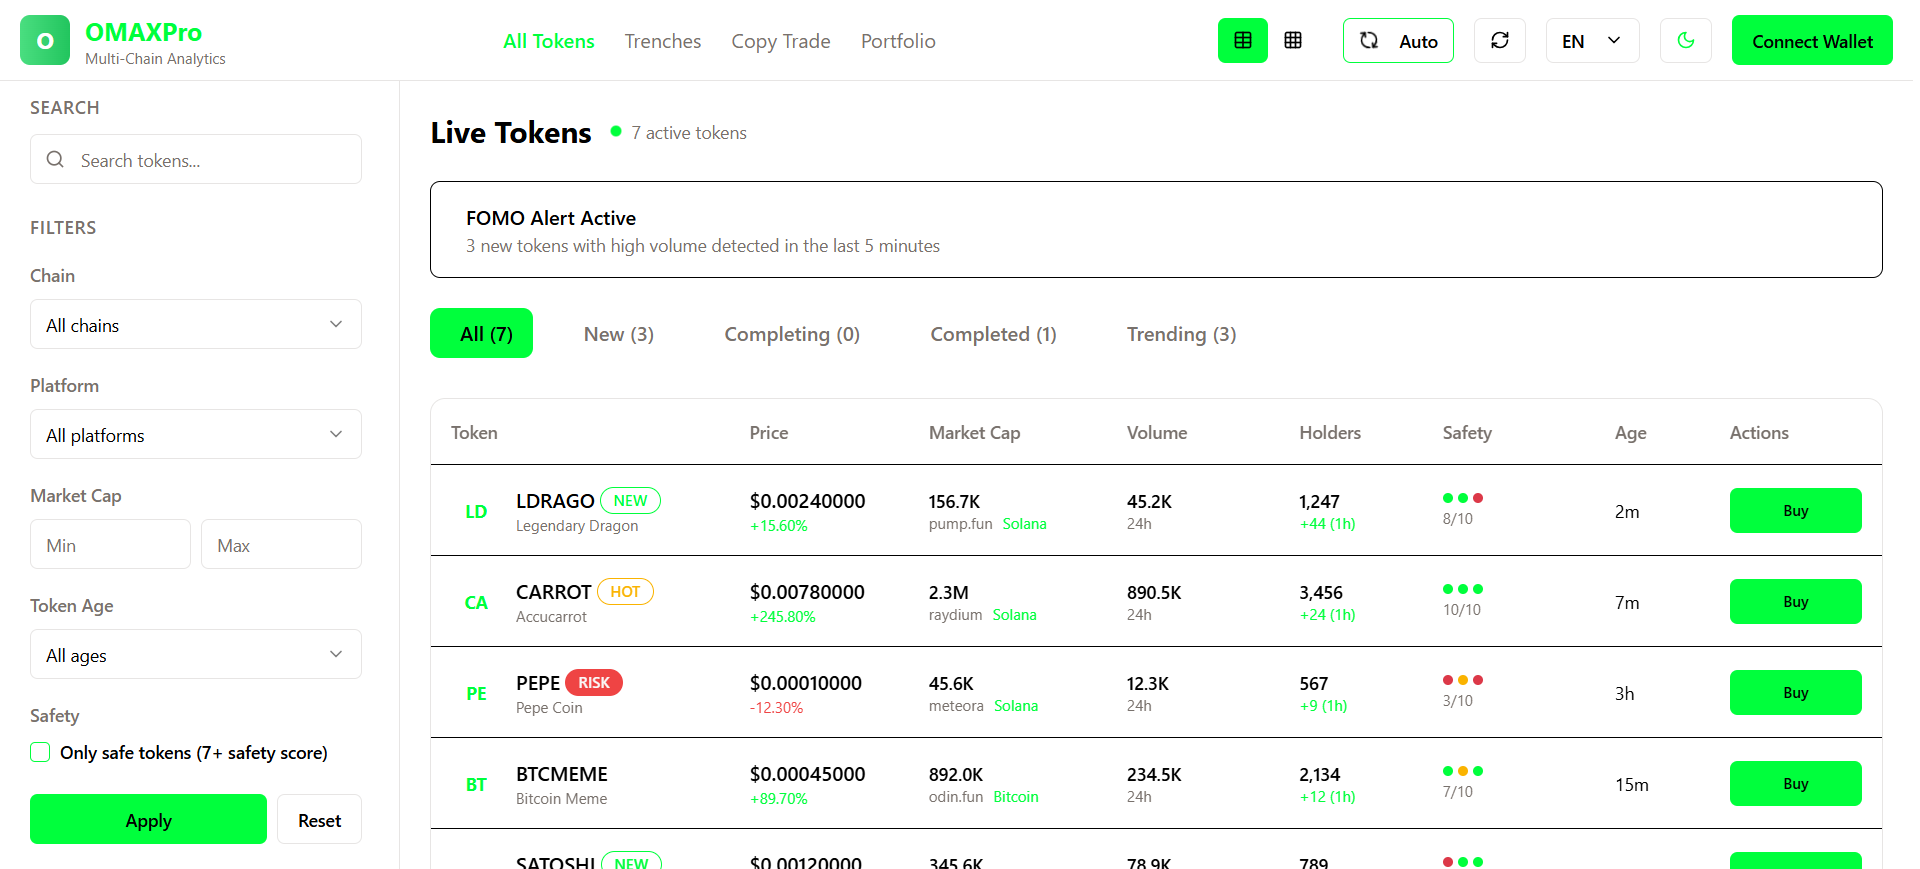 O
OMAXPro
Multi-Chain Analytics
All Tokens
Trenches
Copy Trade
Portfolio
Auto
EN
Connect Wallet
SEARCH
Search tokens...
FILTERS
Chain
All chains
Platform
All platforms
Market Cap
Min
Max
Token Age
All ages
Safety
Only safe tokens (7+ safety score)
Apply
Reset
Live Tokens
7 active tokens
FOMO Alert Active
3 new tokens with high volume detected in the last 5 minutes
All (7)
New (3)
Completing (0)
Completed (1)
Trending (3)
Token Price Market Cap Volume Holders Safety Age Actions
LD LDRAGO NEW $0.00240000 156.7K 45.2K 1,247 2m Buy
Legendary Dragon +15.60% pump.fun Solana 24h +44 (1h) 8/10
CA CARROT HOT $0.00780000 2.3M 890.5K 3,456 7m Buy
Accucarrot +245.80% raydium Solana 24h +24 (1h) 10/10
PE PEPE RISK $0.00010000 45.6K 12.3K 567 3h Buy
Pepe Coin -12.30% meteora Solana 24h +9 (1h) 3/10
BT BTCMEME $0.00045000 892.0K 234.5K 2,134 15m Buy
Bitcoin Meme +89.70% odin.fun Bitcoin 24h +12 (1h) 7/10
SATOSHI NEW $0.00120000 345.6K 78.9K 789